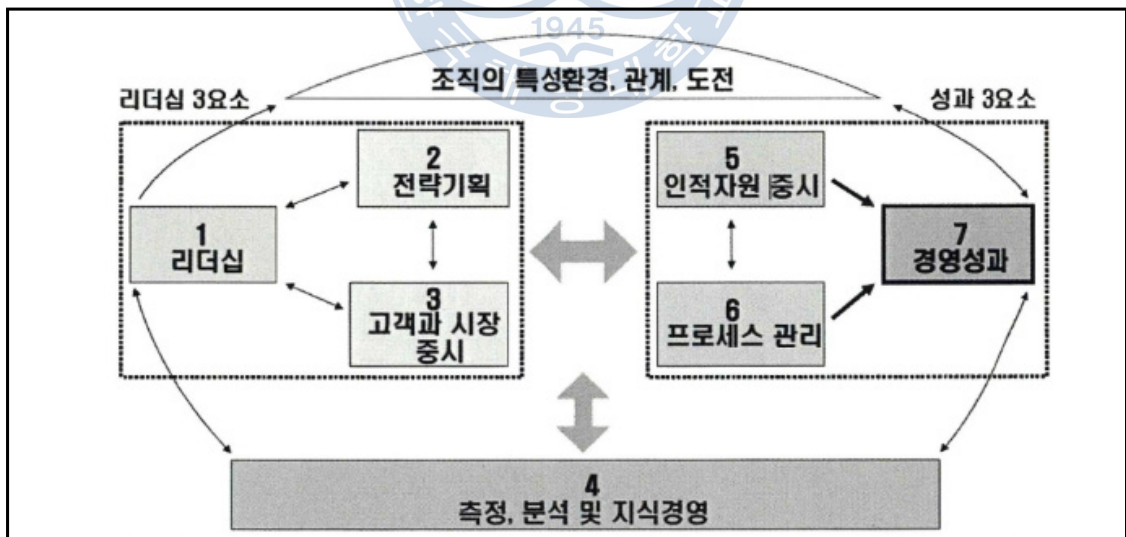 1945
조직의 특성환경, 관계, 도전
리더십 3요소
성과 3요소
2
전략기획
5
인적자원 중시
1
리더십
7
경영성과
3
고객과 시장
중시
6
프로세스 관리
4
측정, 분석 및 지식경영